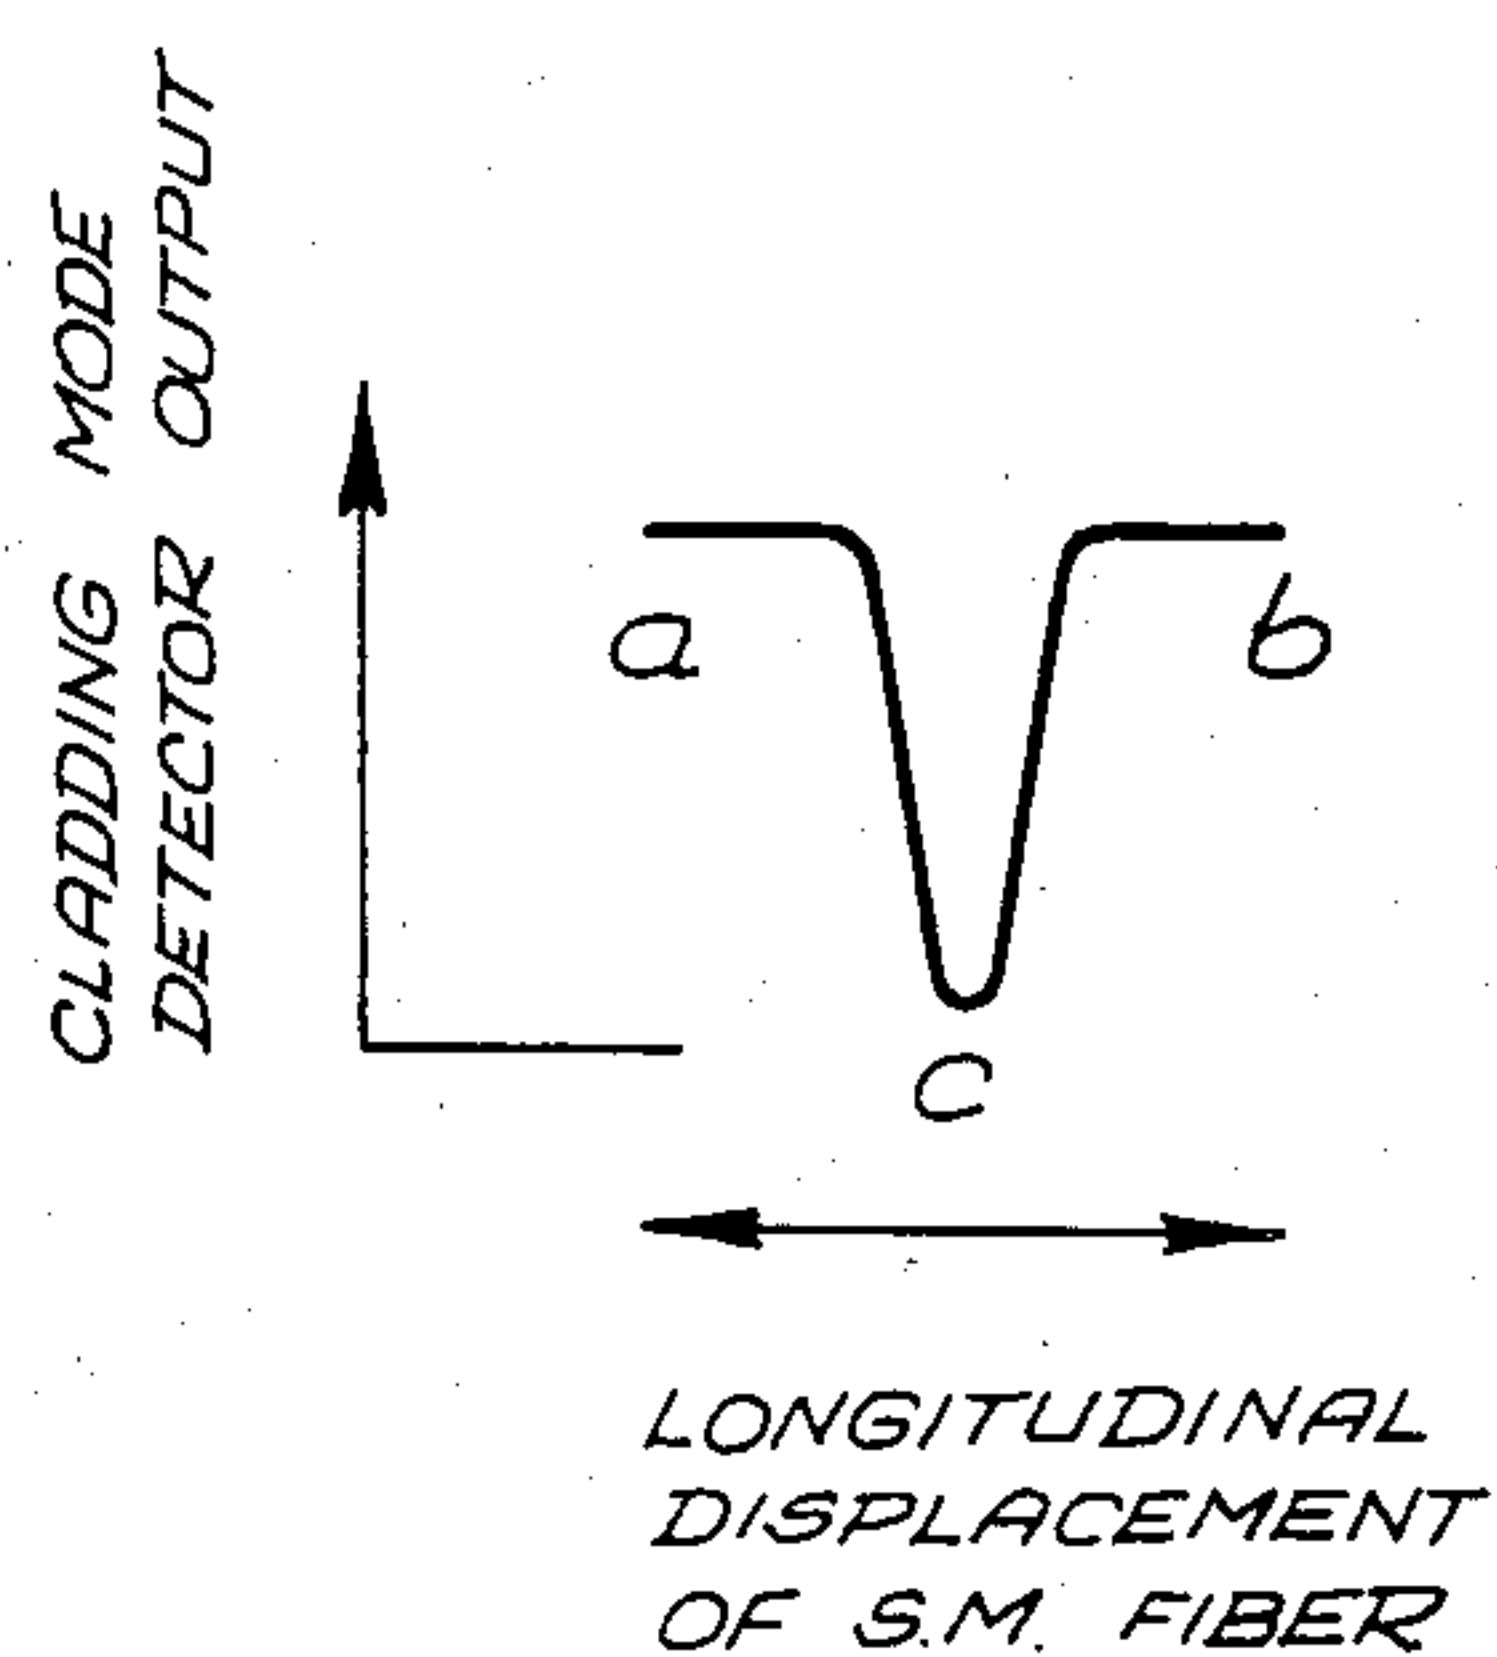 CLADDING MODE
DETECTOR OUTPUT
a
b
c
LONGITUDINAL
DISPLACEMENT
OF S.M. FIBER